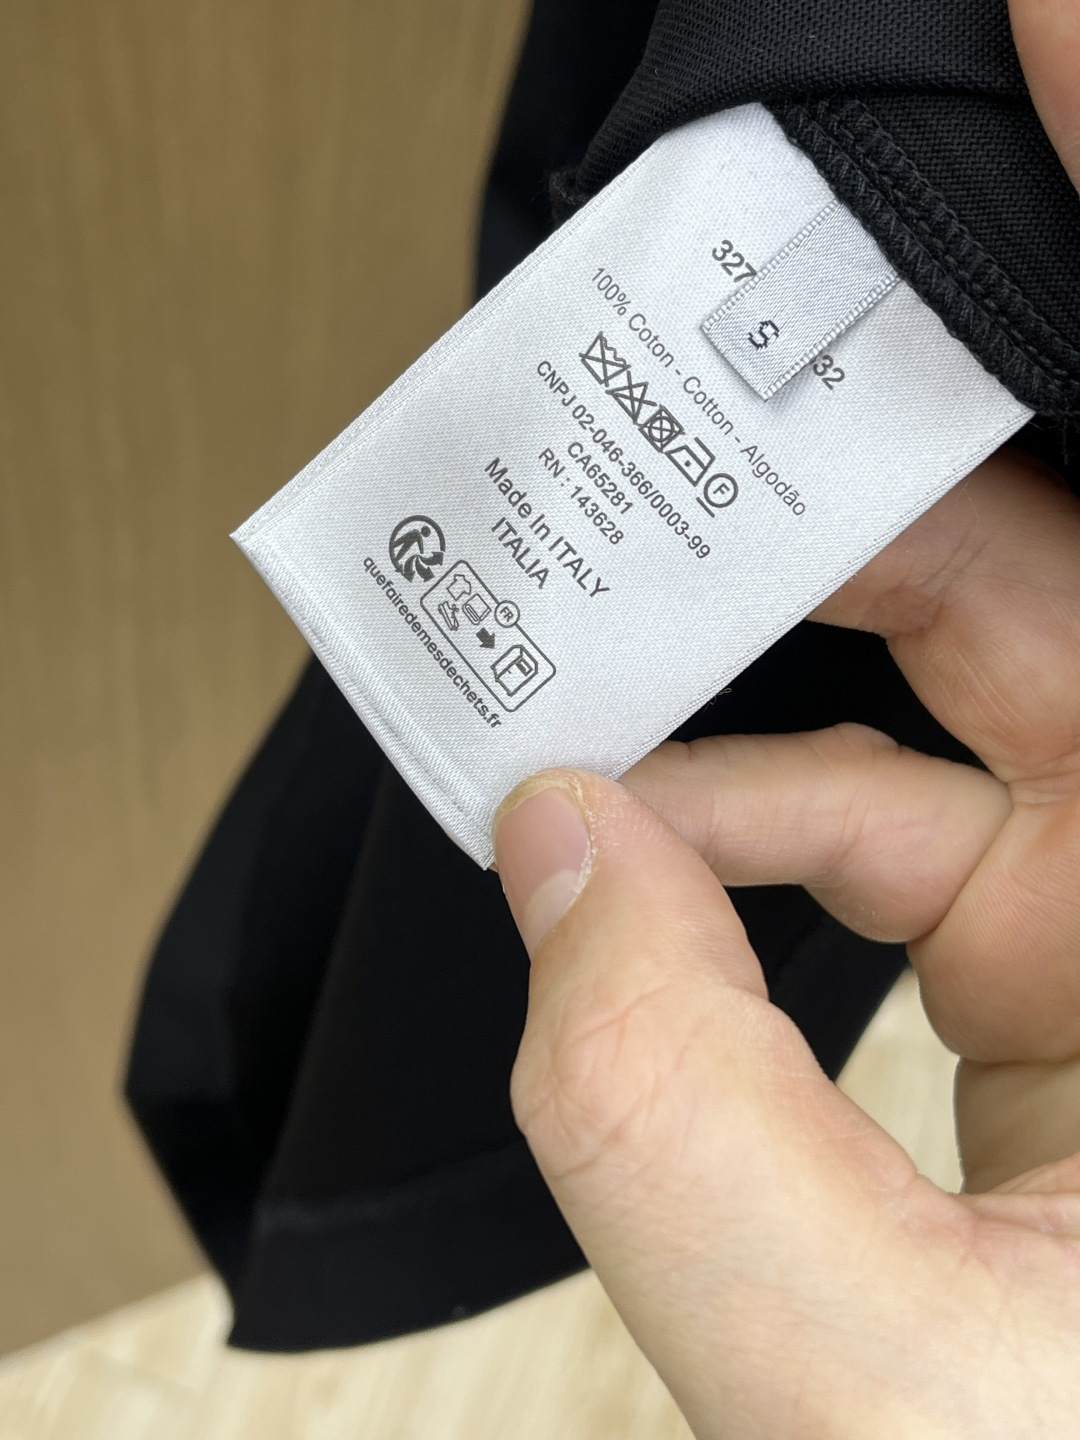 327
S
32
100% Coton - Cotton - Algodão
F
CNPJ 02-046-366/0003-99
CA65281
RN : 143628
Made In ITALY
ITALIA
FR
quefairedemesdechets.fr